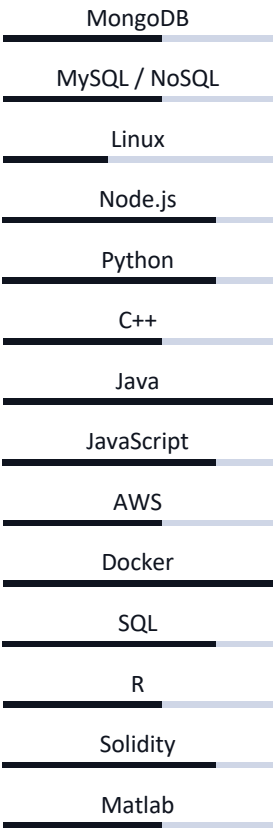 MongoDB
MySQL / NoSQL
Linux
Node.js
Python
C++
Java
JavaScript
AWS
Docker
SQL
R
Solidity
Matlab